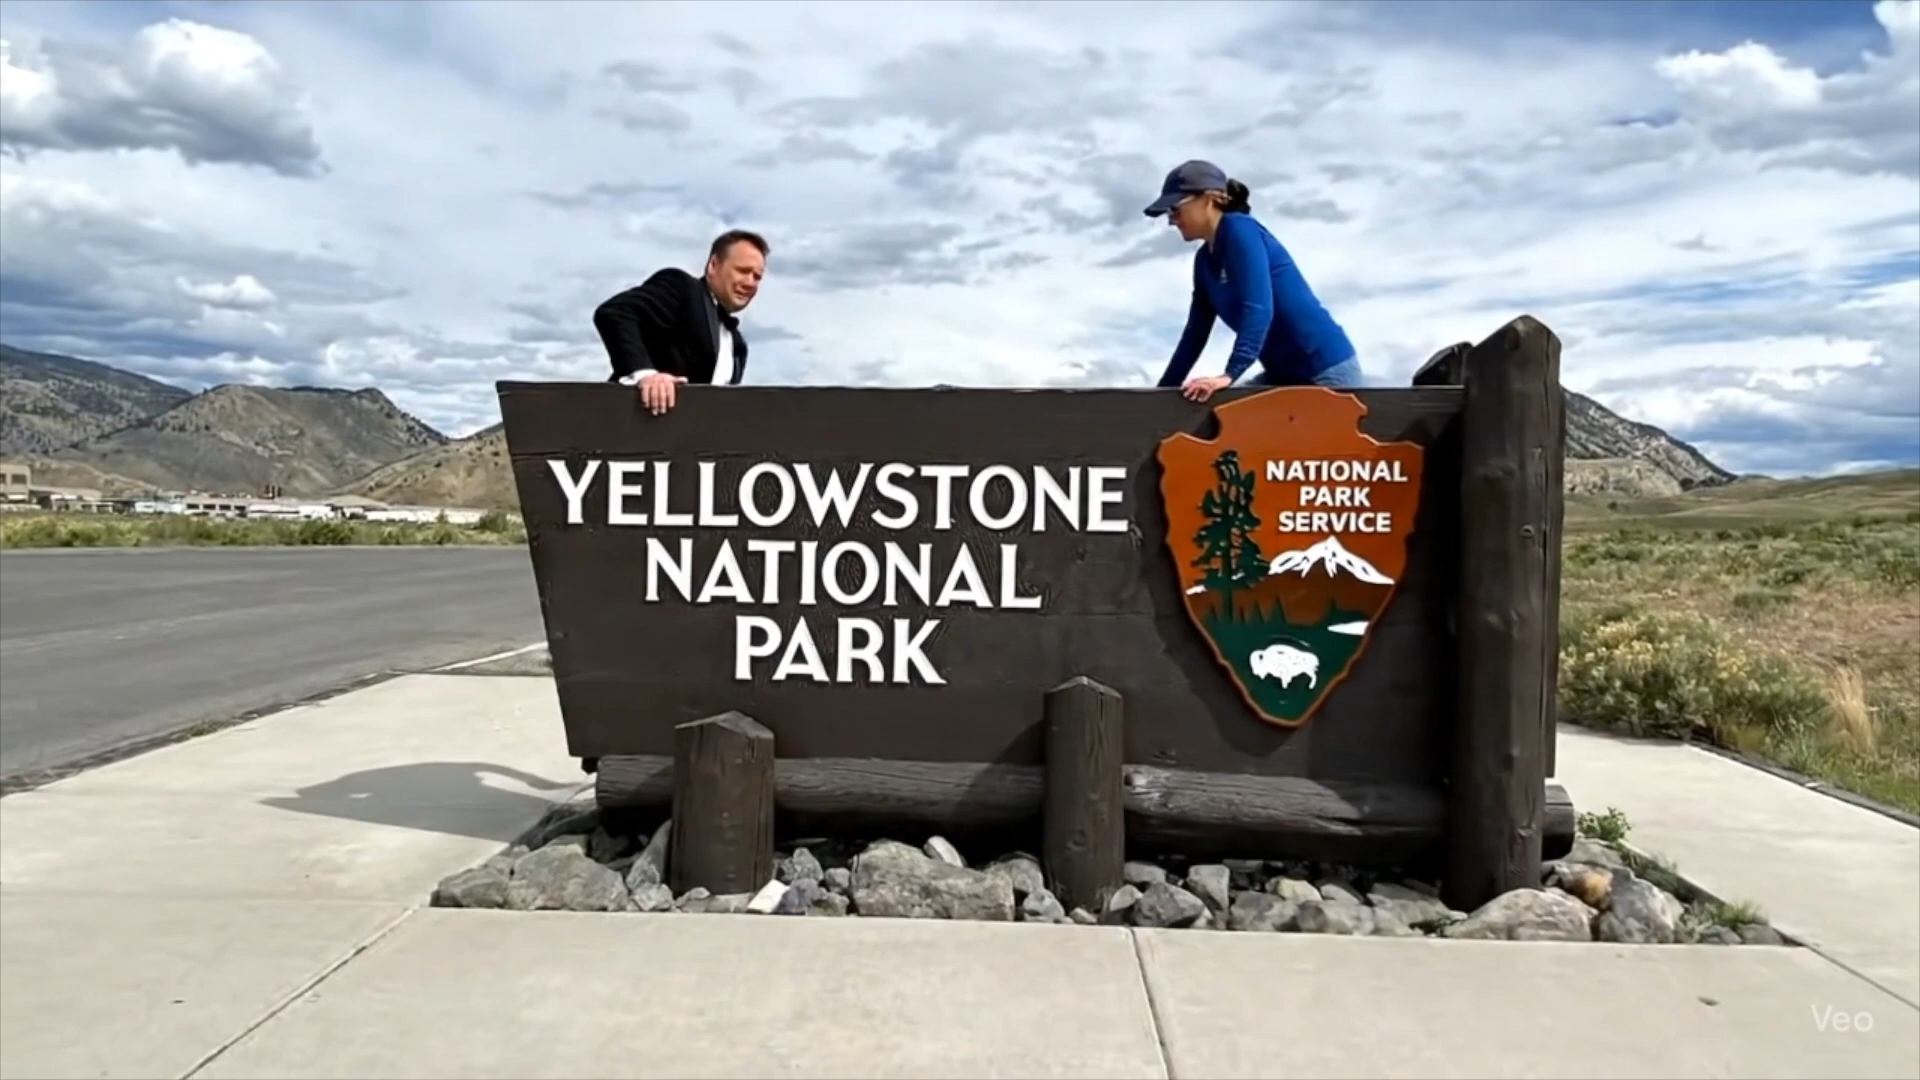 YELLOWSTONE
NATIONAL
PARK
NATIONAL
PARK
SERVICE
Veo